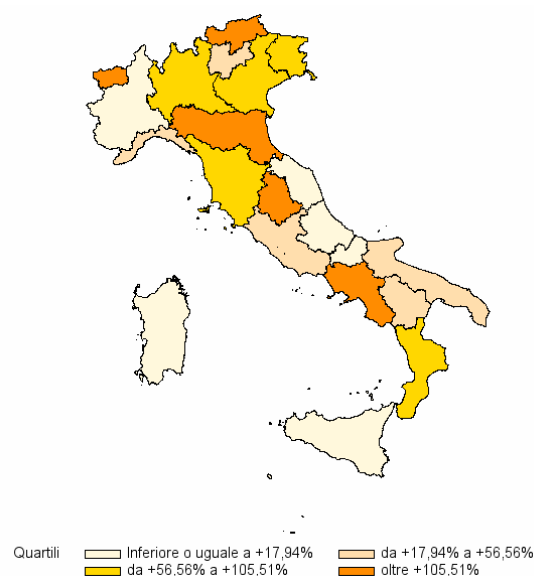 Quartili Inferiore o uguale a +17,94% da +17,94% a +56,56%
da +56,56% a +105,51% oltre +105,51%